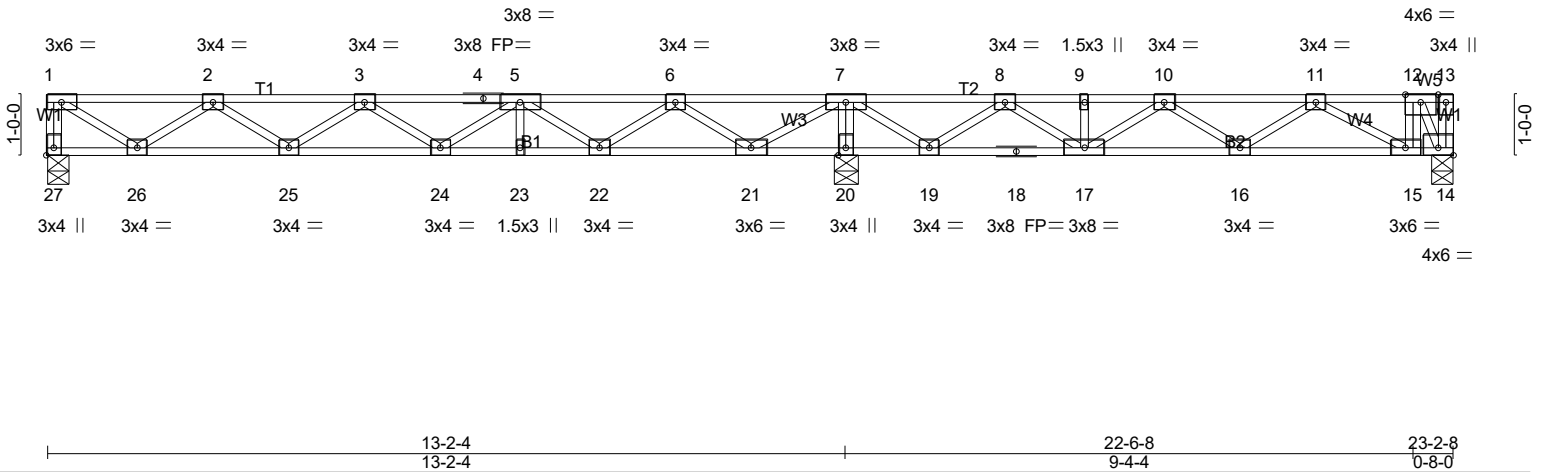 3x8 = 4x6 =
3x6 = 3x4 = 3x4 = 3x8 FP= 3x4 = 3x8 = 3x4 = 1.5x3 || 3x4 = 3x4 = 3x4 ||
1 2 3 4 5 6 7 8 9 10 11 12 13
T1 T2 W5
1-0-0 W1 W3 W4 W1 1-0-0
B1 B2
27 26 25 24 23 22 21 20 19 18 17 16 15 14
3x4 || 3x4 = 3x4 = 3x4 = 1.5x3 || 3x4 = 3x6 = 3x4 || 3x4 = 3x8 FP= 3x8 = 3x4 = 3x6 =
4x6 =
13-2-4 22-6-8 23-2-8
13-2-4 9-4-4 0-8-0